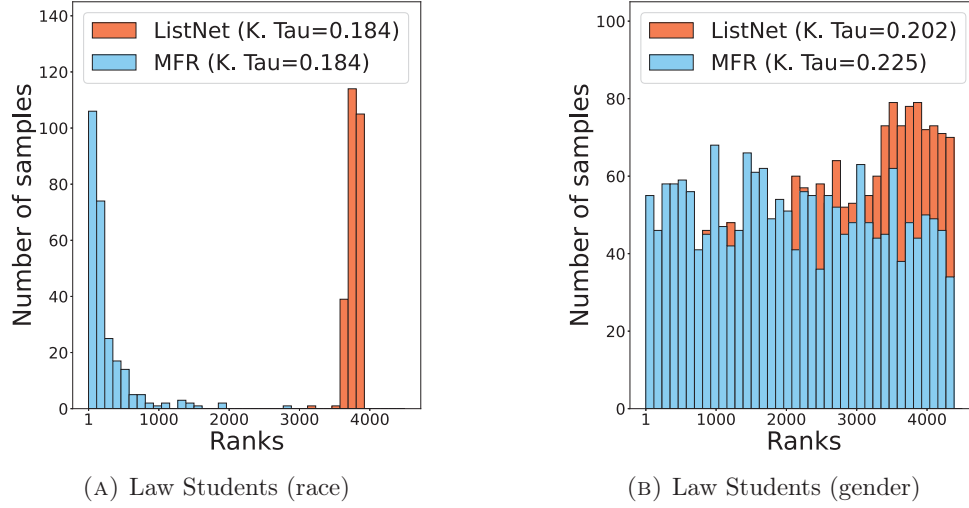 ListNet (K. Tau=0.184)
MFR (K. Tau=0.184)
Number of samples
140
120
100
80
60
40
20
0
1
1000
2000
3000
4000
Ranks
(A) Law Students (race)
ListNet (K. Tau=0.202)
MFR (K. Tau=0.225)
Number of samples
100
80
60
40
20
0
1
1000
2000
3000
4000
Ranks
(B) Law Students (gender)